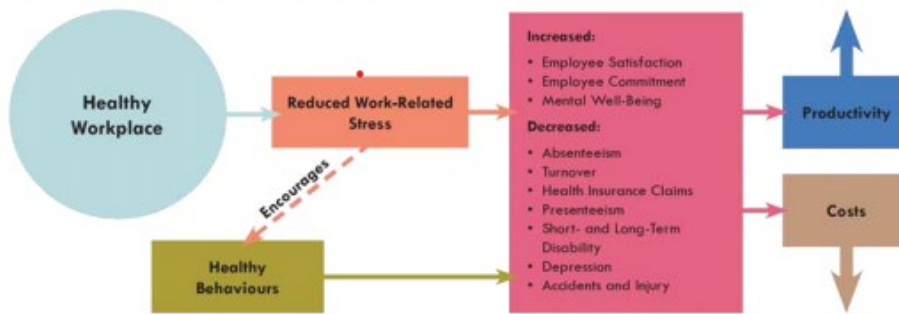 Healthy
Workplace
Reduced Work-Related
Stress
Encourages
Healthy
Behaviours
Increased:
• Employee Satisfaction
• Employee Commitment
• Mental Well-Being
Decreased:
• Absenteeism
• Turnover
• Health Insurance Claims
• Presenteeism
• Short- and Long-Term
Disability
• Depression
• Accidents and Injury
Productivity
Costs